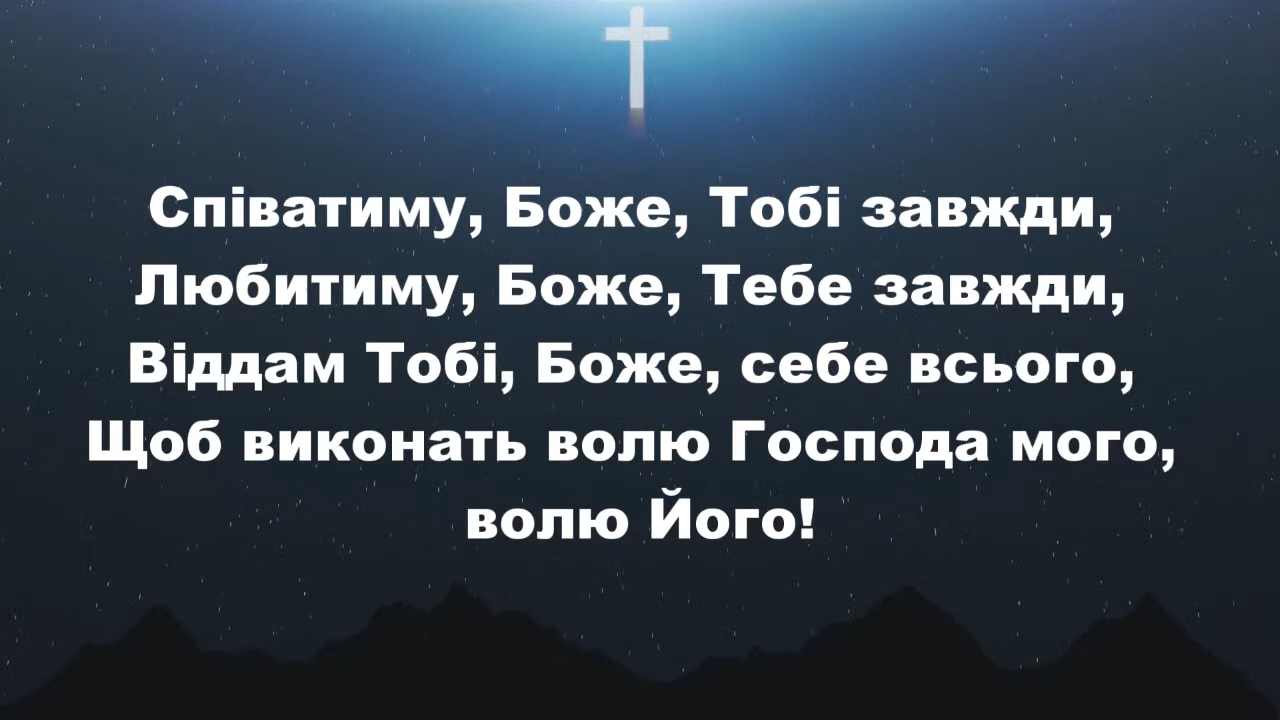 Співатиму, Боже, Тобі завжди,
Любитиму, Боже, Тебе завжди,
Віддам Тобі, Боже, себе всього,
Щоб виконать волю Господа мого,
волю Його!